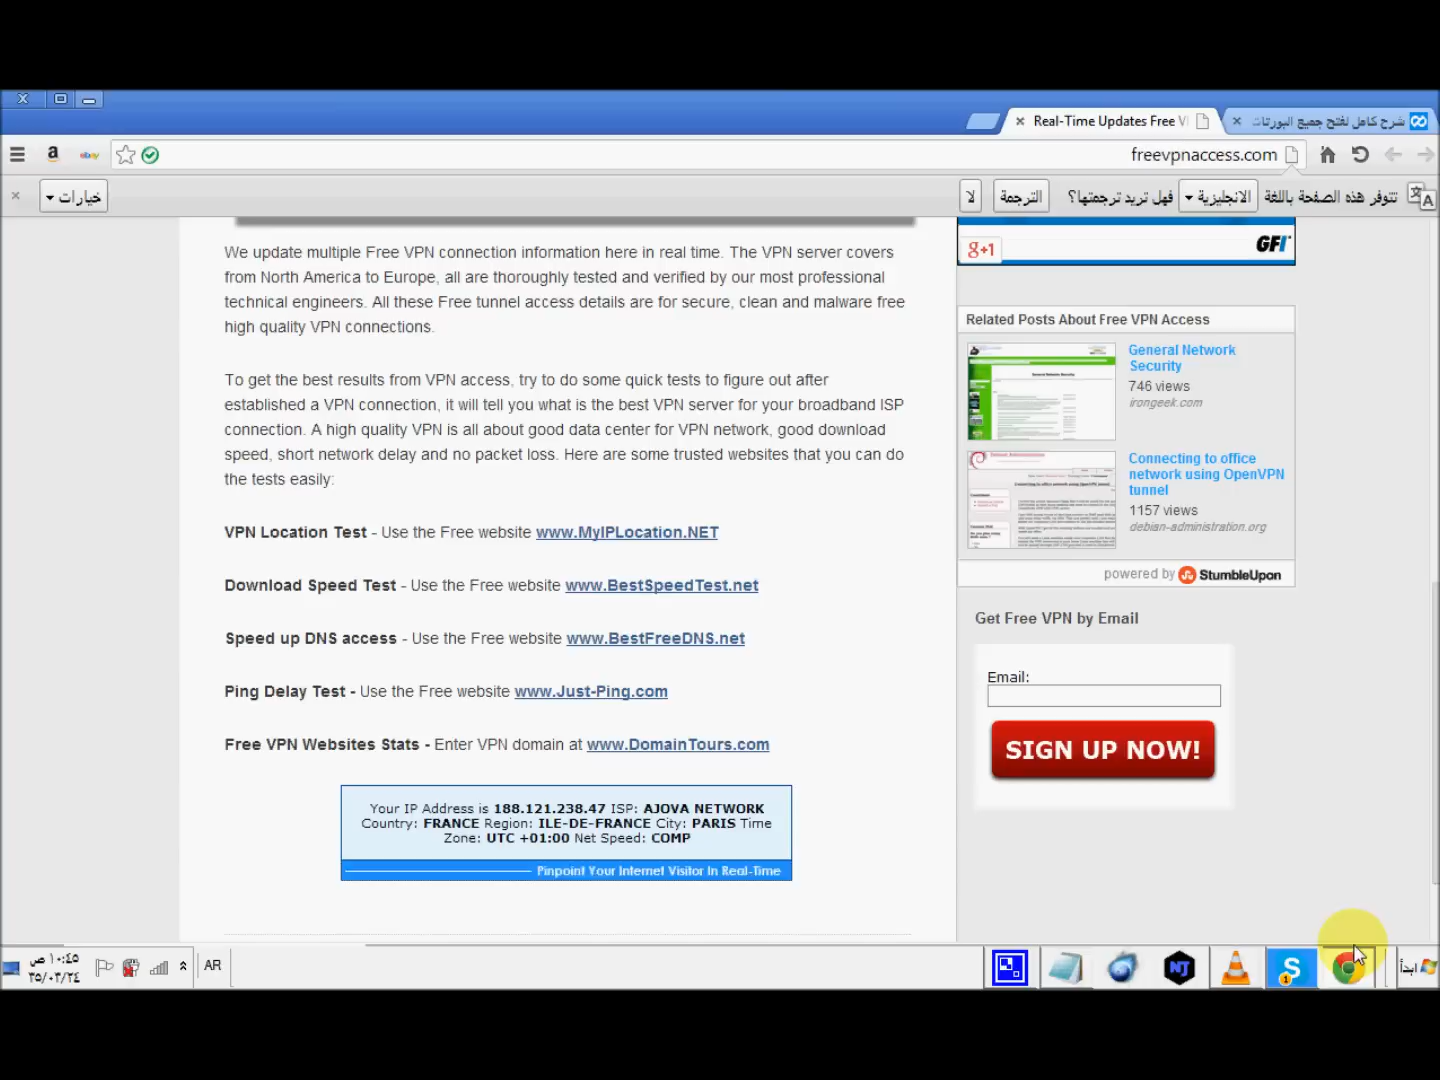 Real-Time Updates Free V
شرح كامل لفتح جميع البورتات
freevpnaccess.com
تتوفر هذه الصفحة باللغة
الانجليزية
فهل تريد ترجمتها؟
الترجمة
لا
خيارات
We update multiple Free VPN connection information here in real time. The VPN server covers
from North America to Europe, all are thoroughly tested and verified by our most professional
technical engineers. All these Free tunnel access details are for secure, clean and malware free
high quality VPN connections.
To get the best results from VPN access, try to do some quick tests to figure out after
established a VPN connection, it will tell you what is the best VPN server for your broadband ISP
connection. A high quality VPN is all about good data center for VPN network, good download
speed, short network delay and no packet loss. Here are some trusted websites that you can do
the tests easily:
VPN Location Test - Use the Free website www.MyIPLocation.NET
Download Speed Test - Use the Free website www.BestSpeedTest.net
Speed up DNS access - Use the Free website www.BestFreeDNS.net
Ping Delay Test - Use the Free website www.Just-Ping.com
Free VPN Websites Stats - Enter VPN domain at www.DomainTours.com
Your IP Address is 188.121.238.47 ISP: AJOVA NETWORK
Country: FRANCE Region: ILE-DE-FRANCE City: PARIS Time
Zone: UTC +01:00 Net Speed: COMP
Pinpoint Your Internet Visitor In Real-Time
g+1
GFI
Related Posts About Free VPN Access
General Network
Security
746 views
irongeek.com
Connecting to office
network using OpenVPN
tunnel
1157 views
debian-administration.org
powered by StumbleUpon
Get Free VPN by Email
Email:
SIGN UP NOW!
١٠:٤٥ ص
٣٥/٠٣/٢٤
AR
ابدأ